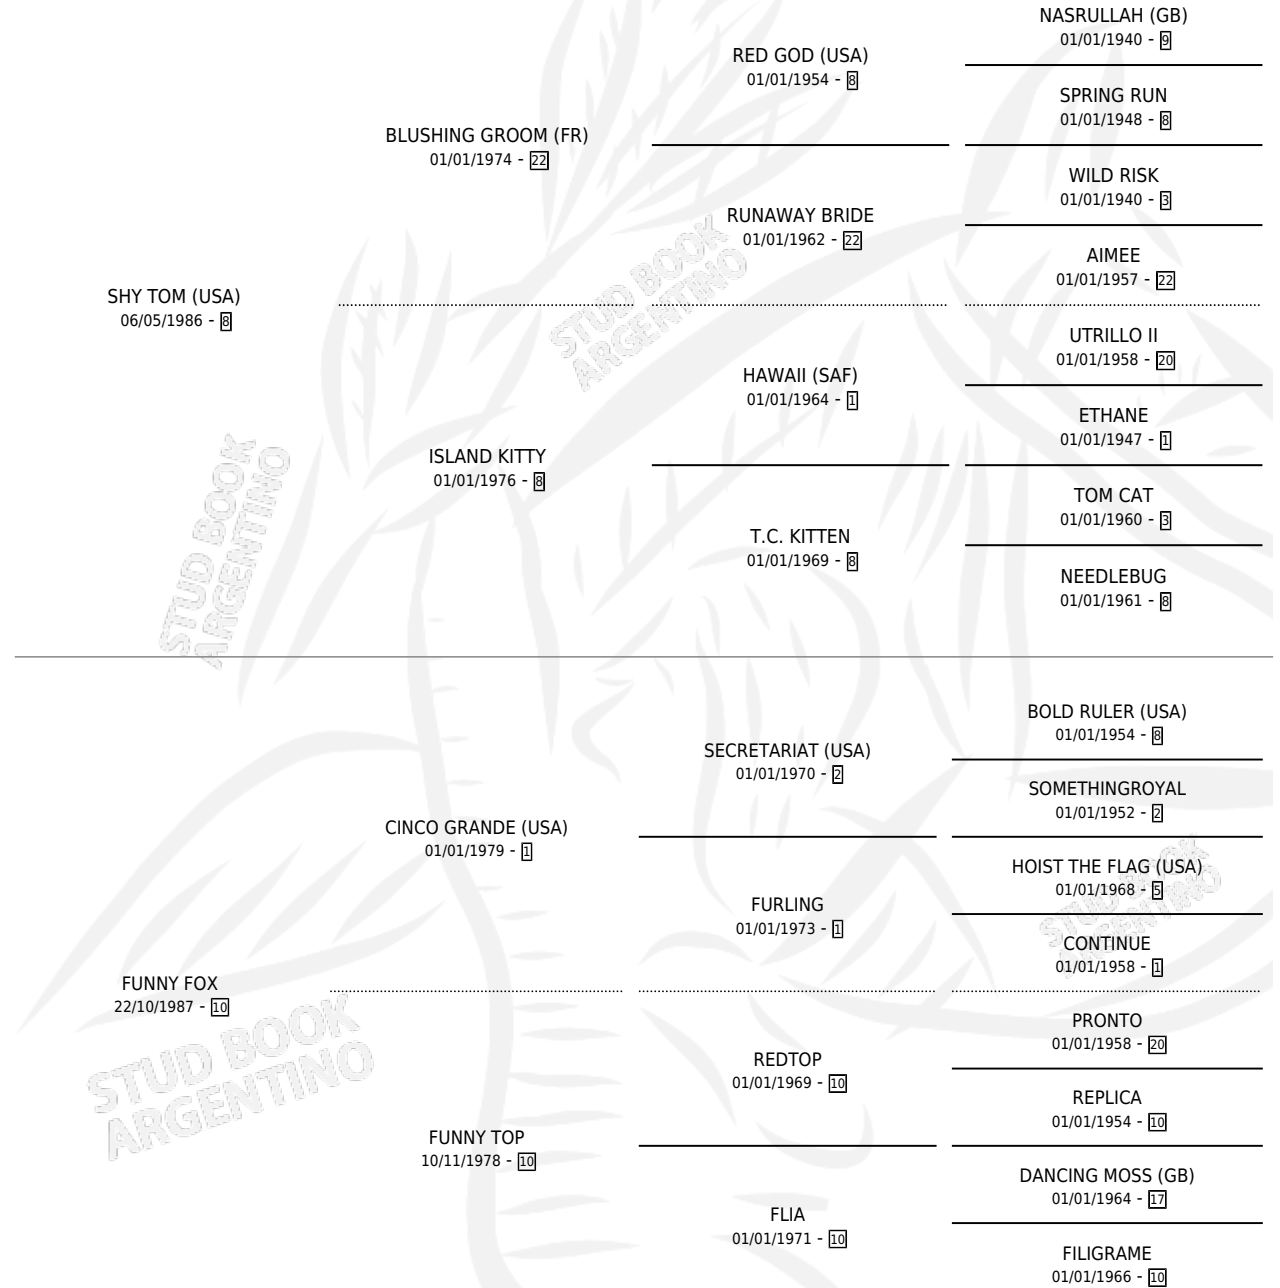 NASRULLAH (GB)
01/01/1940 - 9
RED GOD (USA)
01/01/1954 - 8
SPRING RUN
01/01/1948 - 8
BLUSHING GROOM (FR)
01/01/1974 - 22
WILD RISK
01/01/1940 - 3
RUNAWAY BRIDE
01/01/1962 - 22
AIMEE
01/01/1957 - 22
SHY TOM (USA)
06/05/1986 - 8
STUD BOOK
ARGENTINO
UTRILLO II
01/01/1958 - 20
HAWAII (SAF)
01/01/1964 - 1
ETHANE
01/01/1947 - 1
ISLAND KITTY
01/01/1976 - 8
TOM CAT
01/01/1960 - 3
T.C. KITTEN
01/01/1969 - 8
NEEDLEBUG
01/01/1961 - 8
STUD BOOK
ARGENTINO
BOLD RULER (USA)
01/01/1954 - 8
SECRETARIAT (USA)
01/01/1970 - 2
SOMETHINGROYAL
01/01/1952 - 2
CINCO GRANDE (USA)
01/01/1979 - 1
HOIST THE FLAG (USA)
01/01/1968 - 5
FURLING
01/01/1973 - 1
STUD BOOK
ARGENTINO
CONTINUE
01/01/1958 - 1
FUNNY FOX
22/10/1987 - 10
STUD BOOK
ARGENTINO
PRONTO
01/01/1958 - 20
REDTOP
01/01/1969 - 10
REPLICA
01/01/1954 - 10
FUNNY TOP
10/11/1978 - 10
DANCING MOSS (GB)
01/01/1964 - 17
FLIA
01/01/1971 - 10
FILIGRAME
01/01/1966 - 10